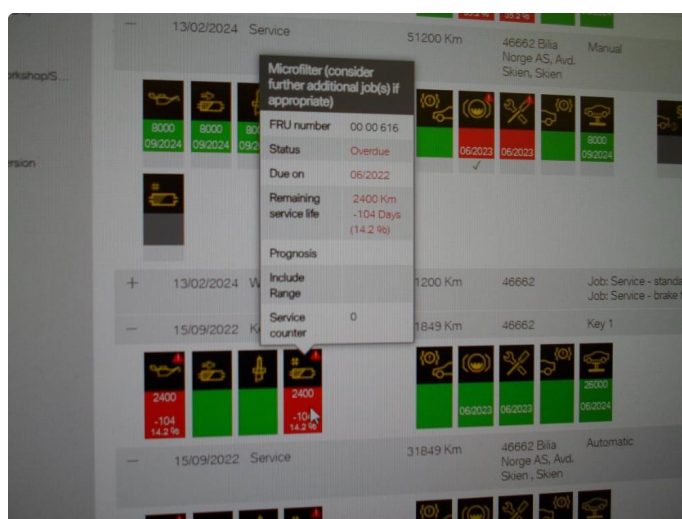 13/02/2024 Service
51200 Km
46662 Bilia
Norge AS, Avd.
Skien, Skien
Manual
orkshop/S...
ersion
Microfilter (consider
further additional job(s) if
appropriate)
FRU number 00 00 616
Status Overdue
Due on 06/2022
Remaining
service life
2400 Km
-104 Days
(14.2 %)
Prognosis
Include
Range
Service
counter
0
8000
09/2024
8000
09/2024
06/2023
06/2023
8000
09/2024
13/02/2024
1200 Km
46662
Job: Service - standa
Job: Service - brake
15/09/2022
1849 Km
46662
Key 1
2400
-104
14.2 %
2400
-104
14.2 %
06/2023
06/2023
26000
06/2024
15/09/2022 Service
31849 Km
46662 Bilia
Norge AS, Avd.
Skien , Skien
Automatic